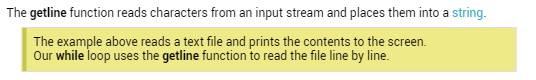 The getline function reads characters from an input stream and places them into a string.
The example above reads a text file and prints the contents to the screen.
Our while loop uses the getline function to read the file line by line.